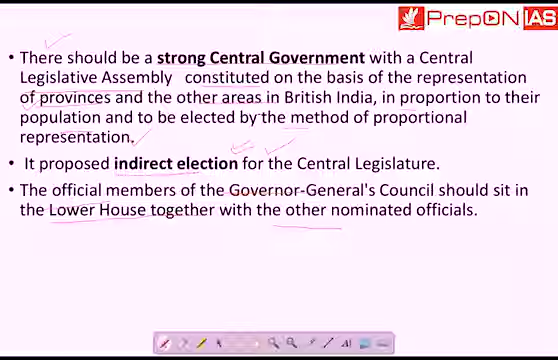 PrepON IAS
• There should be a strong Central Government with a Central
Legislative Assembly constituted on the basis of the representation
of provinces and the other areas in British India, in proportion to their
population and to be elected by the method of proportional
representation.
• It proposed indirect election for the Central Legislature.
• The official members of the Governor-General's Council should sit in
the Lower House together with the other nominated officials.